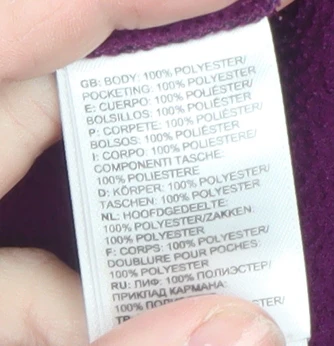 GB: BODY: 100% POLYESTER/
POCKETING: 100% POLYESTER
E: CUERPO: 100% POLIÉSTER/
BOLSILLOS: 100% POLIÉSTER
P: CORPETE: 100% POLIÉSTER/
BOLSOS: 100% POLIÉSTER
I: CORPO: 100% POLIESTERE/
COMPONENTI TASCHE:
100% POLIESTERE
D: KÖRPER: 100% POLYESTER/
TASCHEN: 100% POLYESTER
NL: HOOFDGEDEELTE:
100% POLYESTER/ZAKKEN:
100% POLYESTER
F: CORPS: 100% POLYESTER/
DOUBLURE POUR POCHES:
100% POLYESTER
RU: ЛИФ: 100% ПОЛИЭСТЕР/
ПРИКЛАД КАРМАНА:
100%